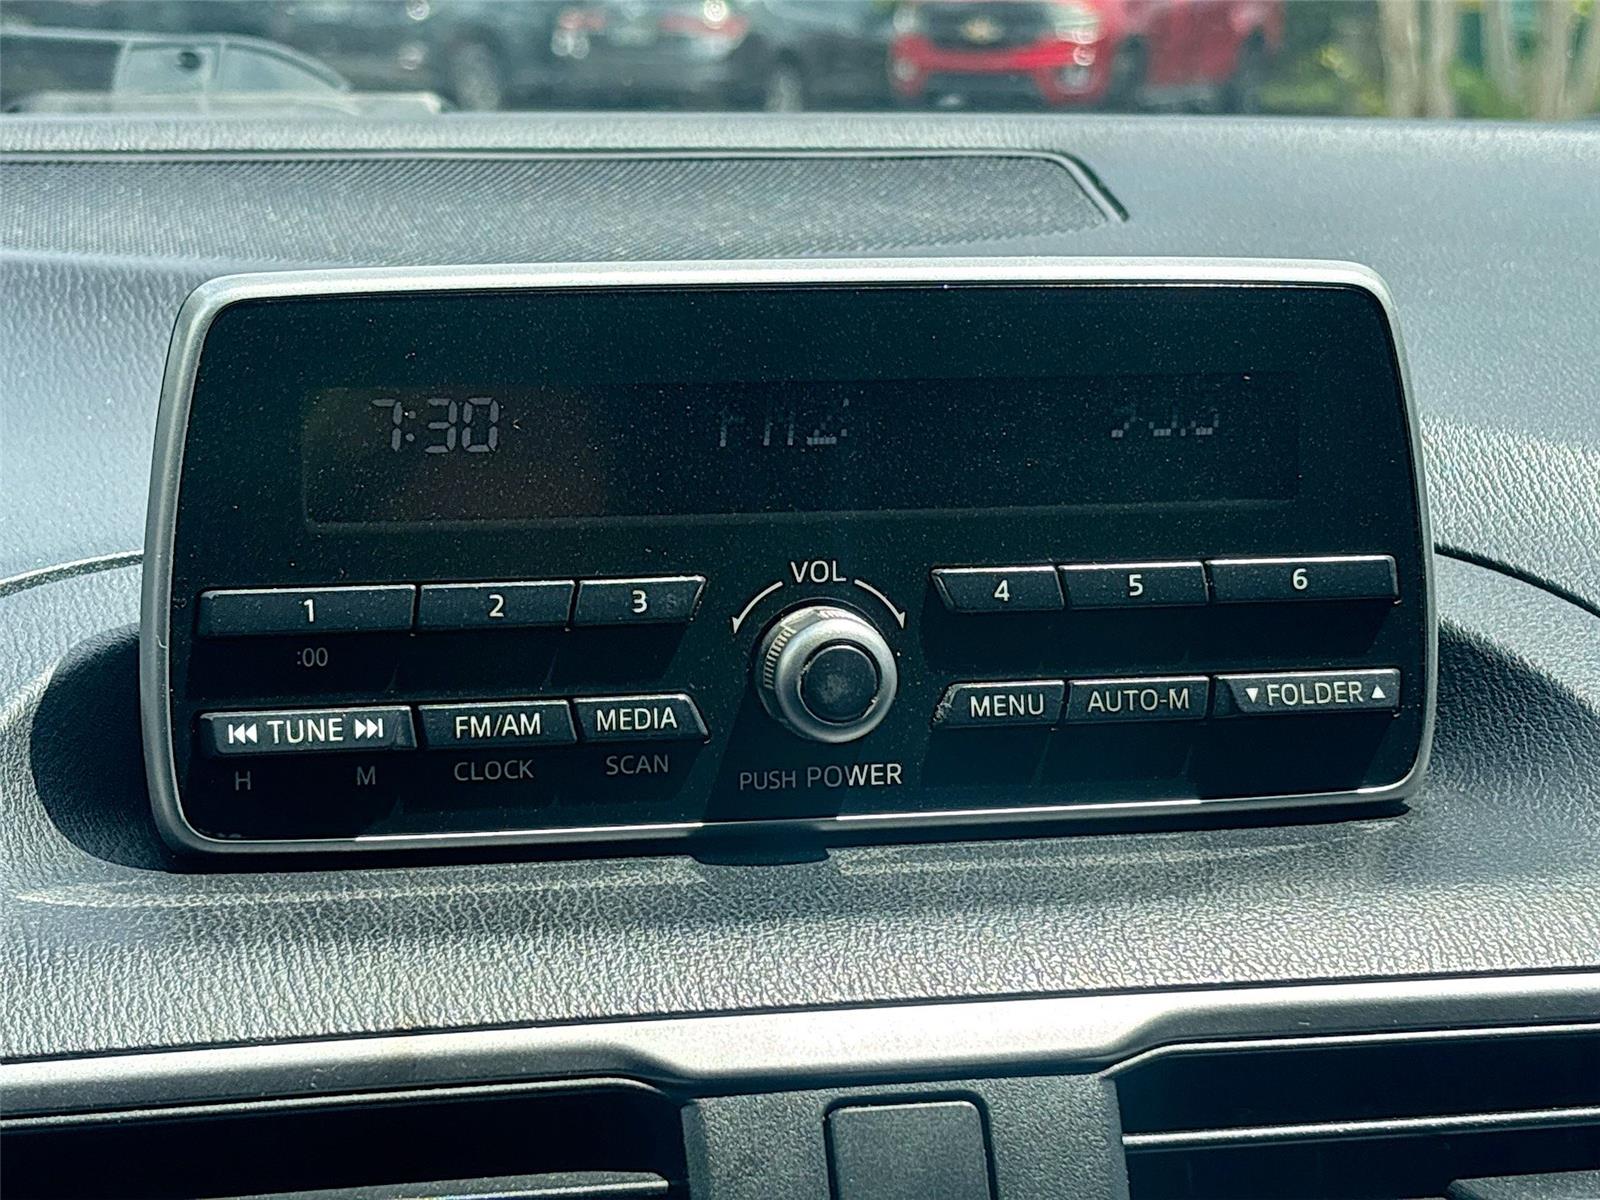 7:30 FM2
VOL
1 2 3 4 5 6
:00
⏮ TUNE ⏭ FM/AM MEDIA MENU AUTO-M ▼ FOLDER ▲
H M CLOCK SCAN
PUSH POWER